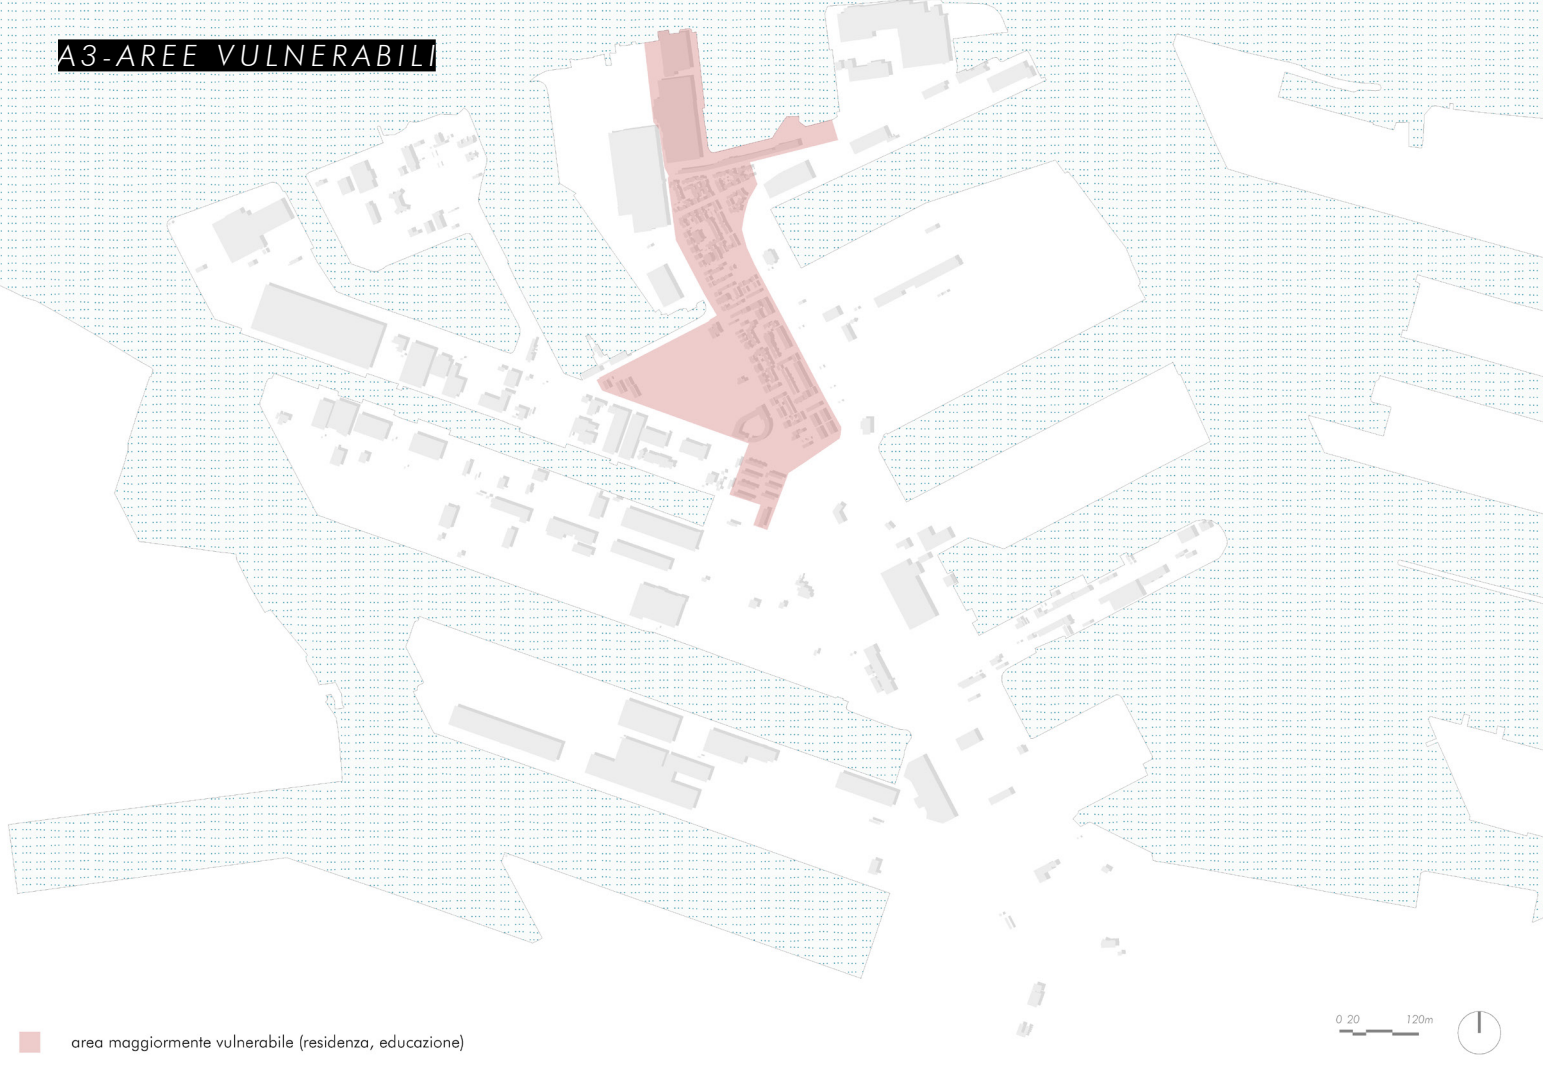 A3-AREE VULNERABILI
0 20 120m
area maggiormente vulnerabile (residenza, educazione)